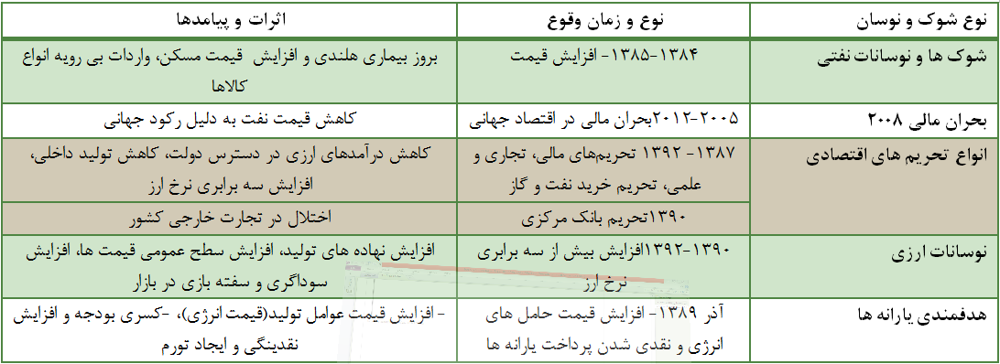 نوع شوک و نوسان	نوع و زمان وقوع	اثرات و پیامدها
شوک ها و نوسانات نفتی	۱۳۸۴-۱۳۸۵- افزایش قیمت	بروز بیماری هلندی و افزایش قیمت مسکن، واردات بی رویه انواع
کالاها
بحران مالی ۲۰۰۸	۲۰۰۵-۲۰۱۲بحران مالی در اقتصاد جهانی	کاهش قیمت نفت به دلیل رکود جهانی
انواع تحریم های اقتصادی	۱۳۸۷- ۱۳۹۲ تحریم‌های مالی، تجاری و	کاهش درآمدهای ارزی در دسترس دولت، کاهش تولید داخلی،
علمی، تحریم خرید نفت و گاز	افزایش سه برابری نرخ ارز
۱۳۹۰تحریم بانک مرکزی	اختلال در تجارت خارجی کشور
نوسانات ارزی	۱۳۹۰-۱۳۹۲افزایش بیش از سه برابری	افزایش نهاده های تولید، افزایش سطح عمومی قیمت ها، افزایش
نرخ ارز	سوداگری و سفته بازی در بازار
هدفمندی یارانه ها	آذر ۱۳۸۹- افزایش قیمت حامل های	- افزایش قیمت عوامل تولید(قیمت انرژی)، -کسری بودجه و افزایش
انرژی و نقدی شدن پرداخت یارانه ها	نقدینگی و ایجاد تورم